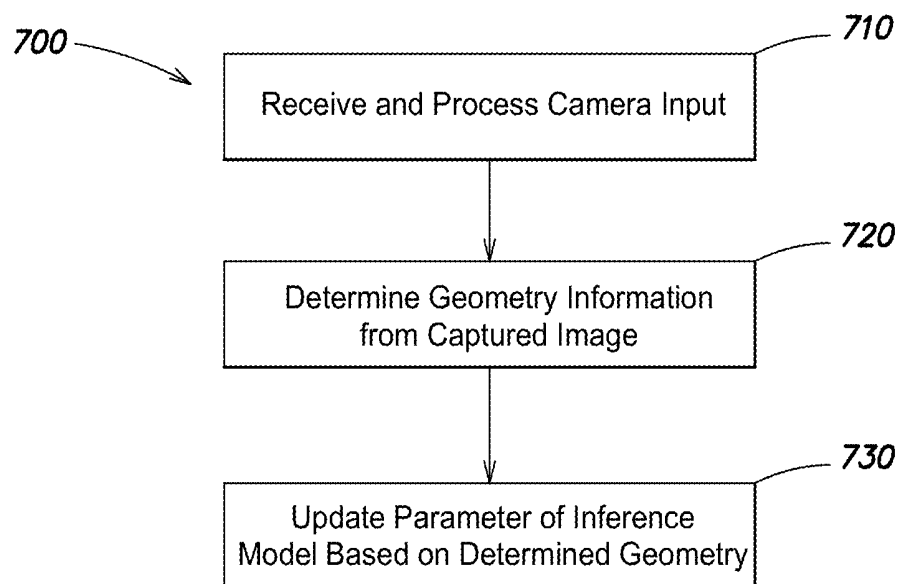 700
710
Receive and Process Camera Input
720
Determine Geometry Information
from Captured Image
730
Update Parameter of Inference
Model Based on Determined Geometry